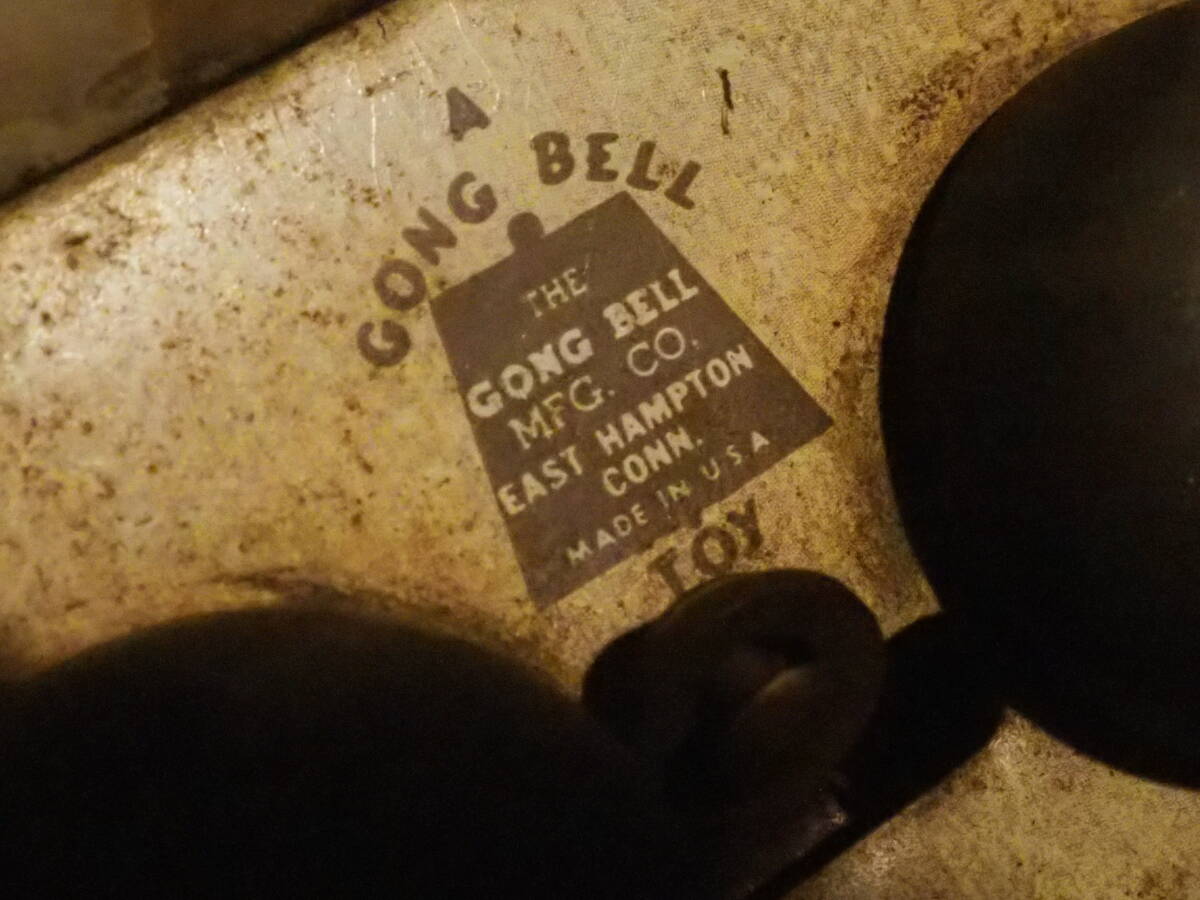 A
GONG BELL
THE
GONG BELL
MFG. CO.
EAST HAMPTON
CONN.
MADE IN U.S.A
TOY